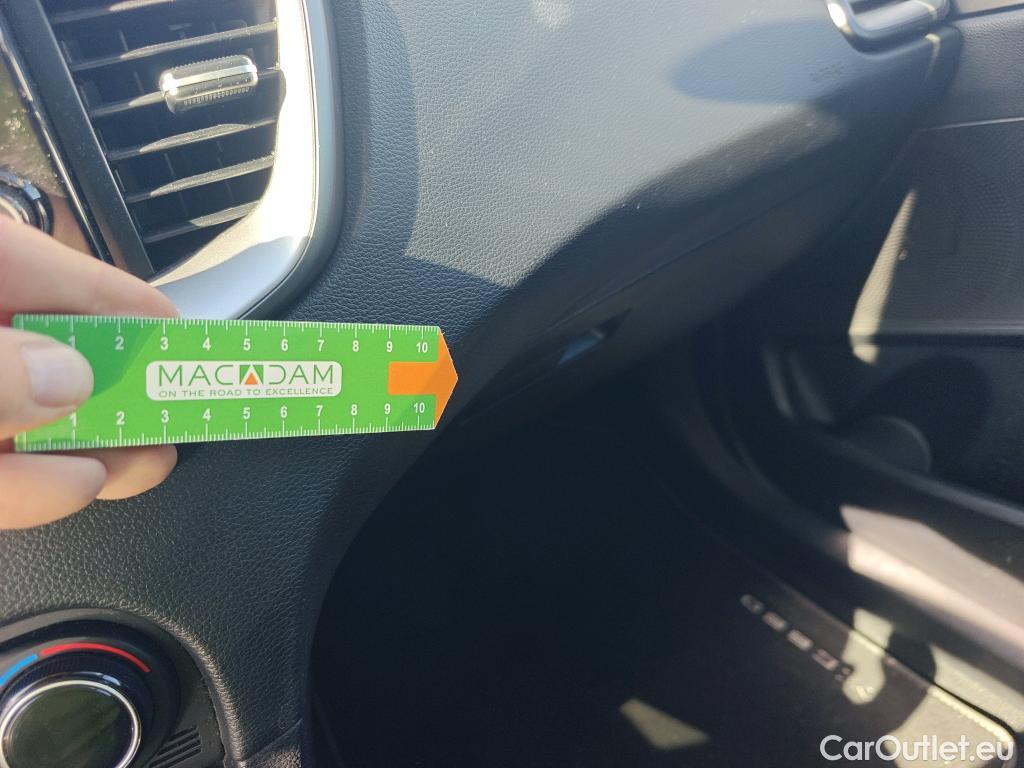 1 2 3 4 5 6 7 8 9 10
MACADAM
ON THE ROAD TO EXCELLENCE
1 2 3 4 5 6 7 8 9 10
CarOutlet.eu